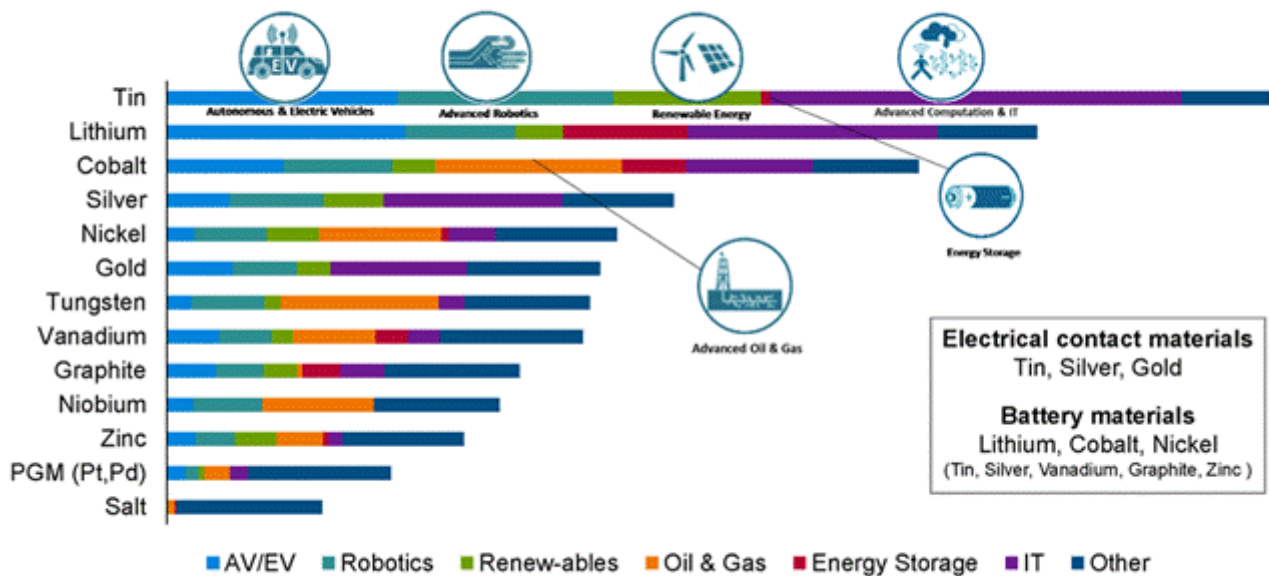 EV
Tin
Autonomous & Electric Vehicles
Advanced Robotics
Renewable Energy
Advanced Computation & IT
Lithium
Cobalt
Silver
Nickel
Energy Storage
Gold
Tungsten
Vanadium
Advanced Oil & Gas
Graphite
Niobium
Zinc
PGM (Pt,Pd)
Salt
Electrical contact materials
Tin, Silver, Gold
Battery materials
Lithium, Cobalt, Nickel
(Tin, Silver, Vanadium, Graphite, Zinc )
AV/EV Robotics Renew-ables Oil & Gas Energy Storage IT Other